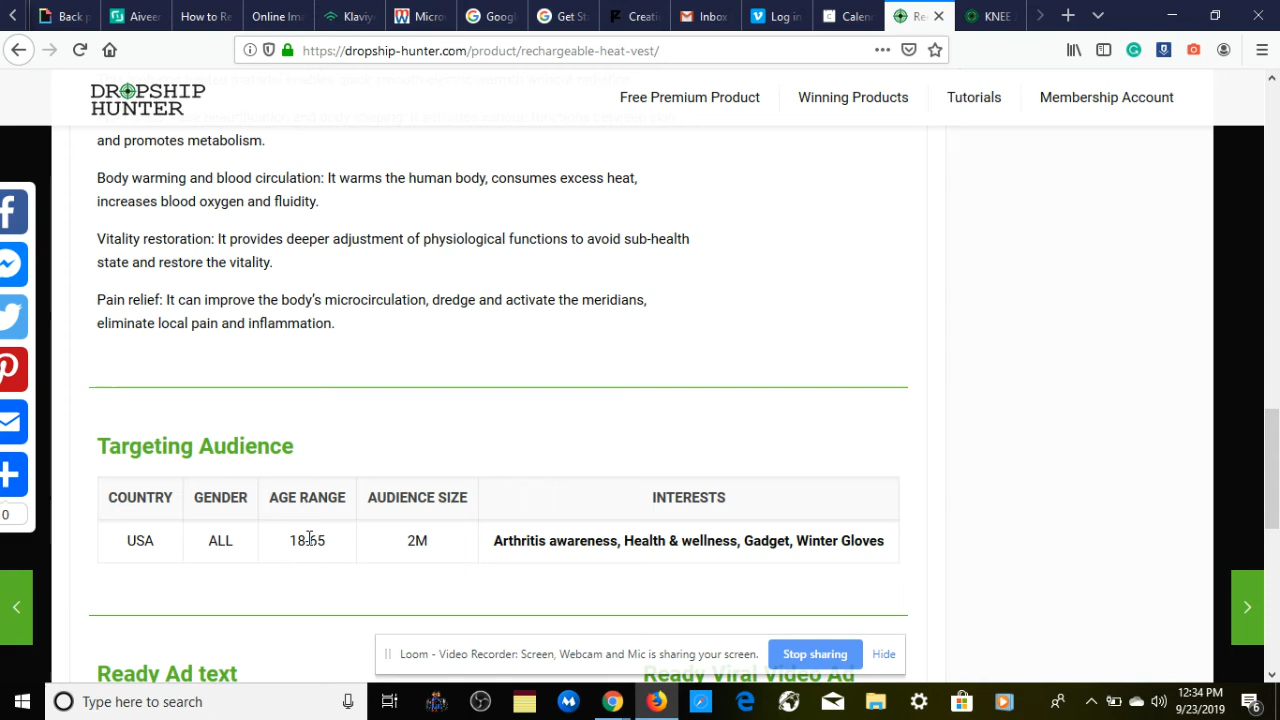 Back p
Aiveer
How to Re
Online Ima
Klaviy
Micro
Googl
Get St
Creati
Inbox
Log in
Calen
Re
KNEE
https://dropship-hunter.com/product/rechargeable-heat-vest/
DROPSHIP
HUNTER
Free Premium Product
Winning Products
Tutorials
Membership Account
and promotes metabolism.
Body warming and blood circulation: It warms the human body, consumes excess heat,
increases blood oxygen and fluidity.
Vitality restoration: It provides deeper adjustment of physiological functions to avoid sub-health
state and restore the vitality.
Pain relief: It can improve the body's microcirculation, dredge and activate the meridians,
eliminate local pain and inflammation.
0
Targeting Audience
COUNTRY GENDER AGE RANGE AUDIENCE SIZE INTERESTS
USA ALL 18-65 2M Arthritis awareness, Health & wellness, Gadget, Winter Gloves
Loom - Video Recorder: Screen, Webcam and Mic is sharing your screen. Stop sharing Hide
Ready Ad text
Ready Viral Video Ad
Type here to search
12:34 PM
9/23/2019
6